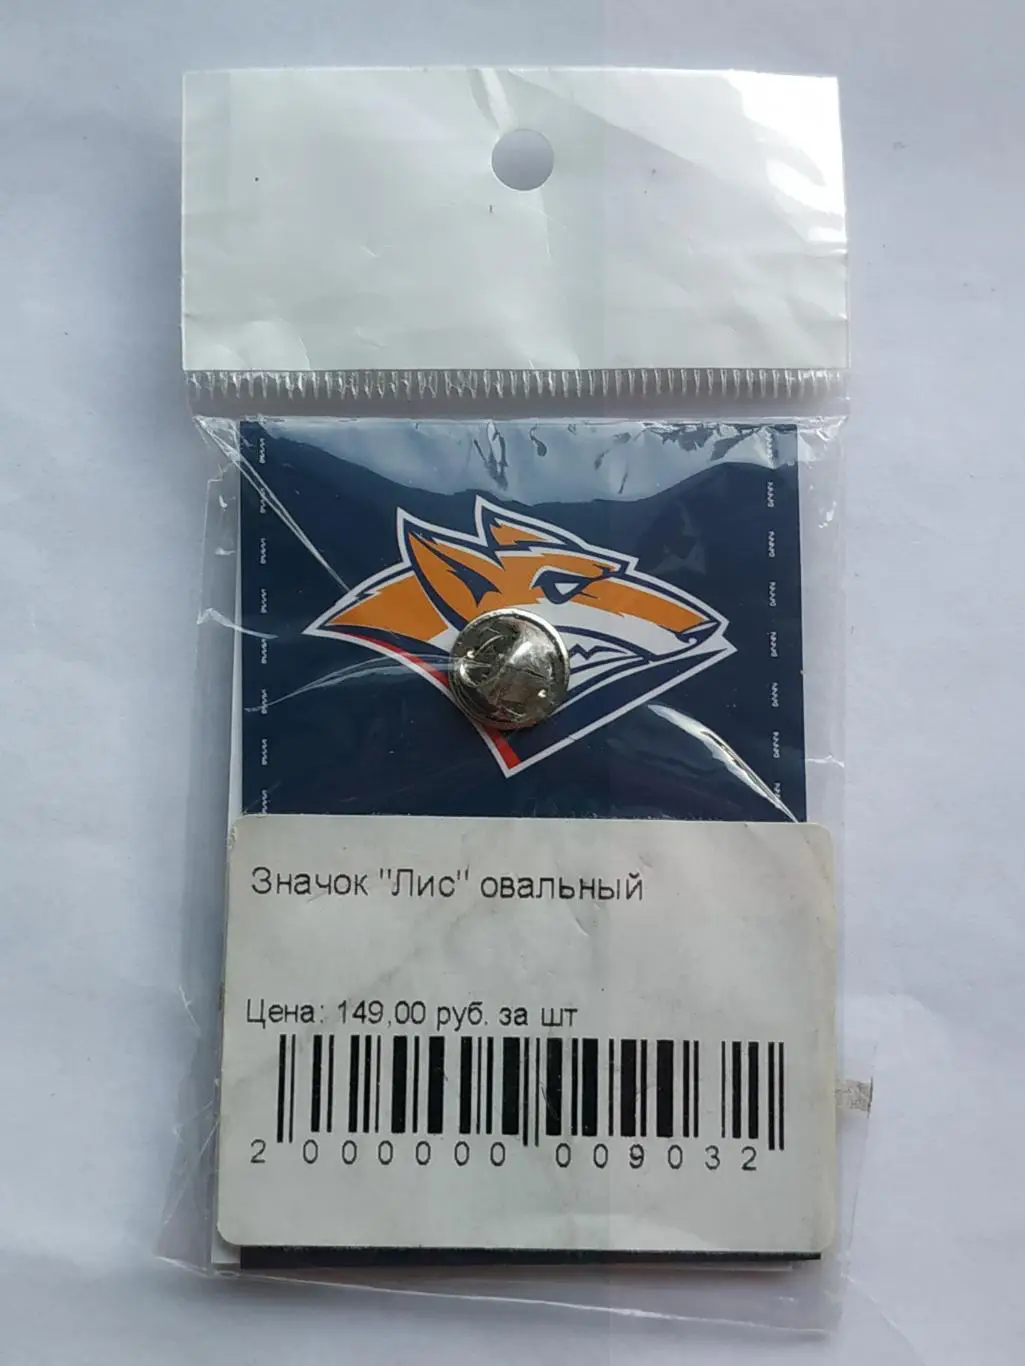 Значок "Лис" овальный
Цена: 149,00 руб. за шт
2 000000 009032